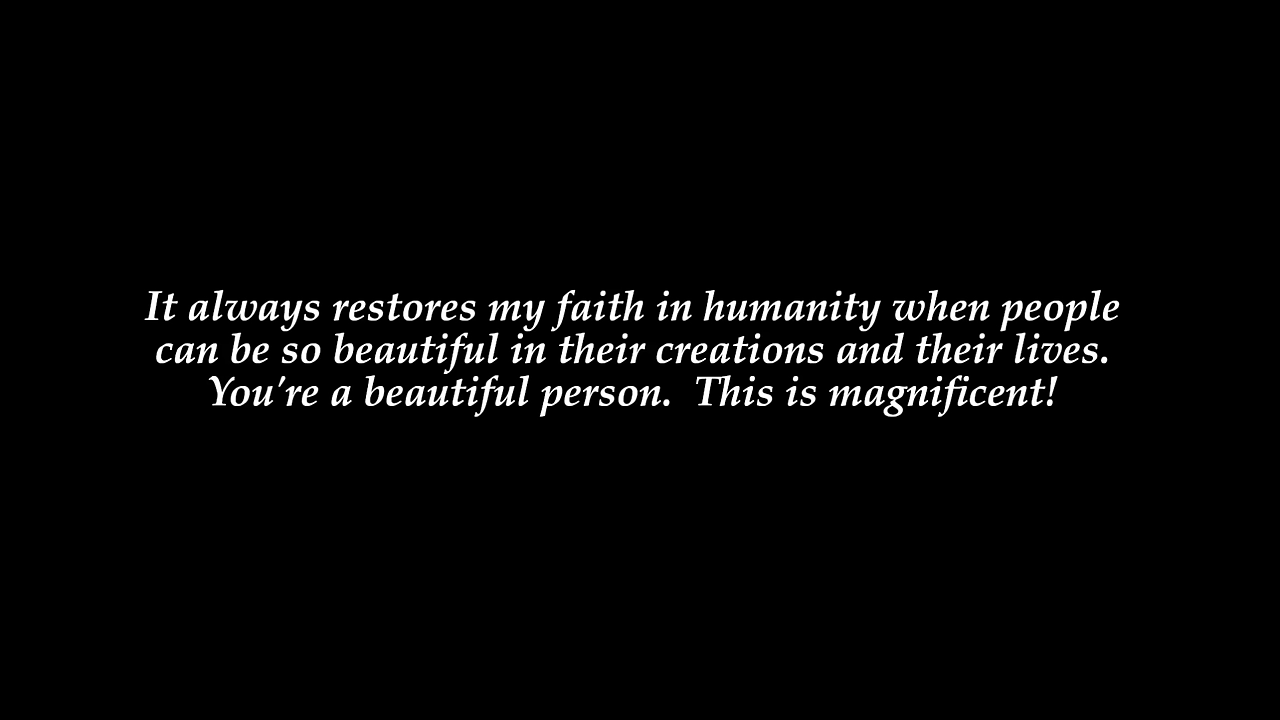 It always restores my faith in humanity when people
can be so beautiful in their creations and their lives.
You're a beautiful person.  This is magnificent!